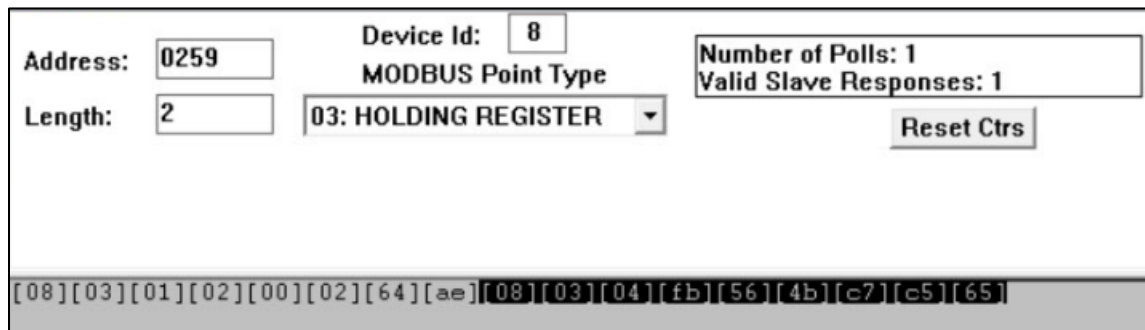 Device Id: 8
Address: 0259
MODBUS Point Type
Number of Polls: 1
Valid Slave Responses: 1
Length: 2
03: HOLDING REGISTER
Reset Ctrs
[08][03][01][02][00][02][64][ae][08][03][04][fb][56][4b][c7][c5][65]